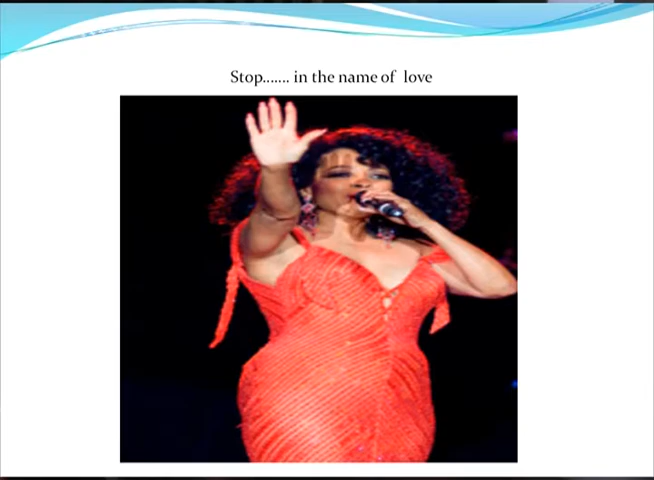 Stop....... in the name of love